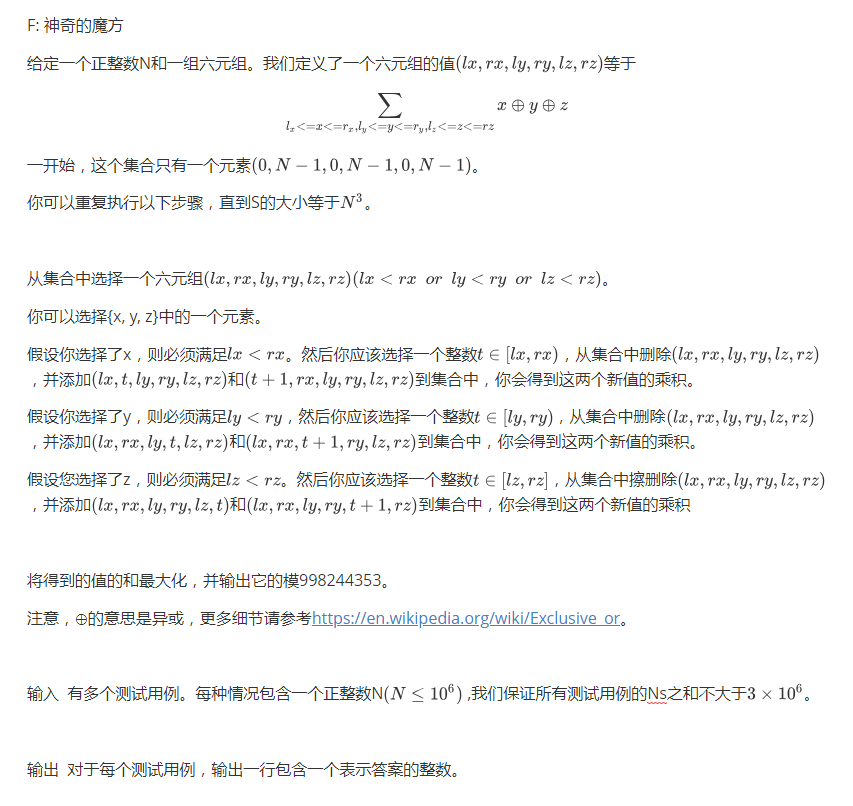 F: 神奇的魔方
给定一个正整数N和一组六元组。我们定义了一个六元组的值(lx, rx, ly, ry, lz, rz)等于
∑ x ⊕ y ⊕ z
l_x<=x<=r_x,l_y<=y<=r_y,l_z<=z<=rz
一开始，这个集合只有一个元素(0, N − 1, 0, N − 1, 0, N − 1)。
你可以重复执行以下步骤，直到S的大小等于N³。
从集合中选择一个六元组(lx, rx, ly, ry, lz, rz)(lx < rx or ly < ry or lz < rz)。
你可以选择{x, y, z}中的一个元素。
假设你选择了x，则必须满足lx < rx。然后你应该选择一个整数t ∈ [lx, rx)，从集合中删除(lx, rx, ly, ry, lz, rz)
，并添加(lx, t, ly, ry, lz, rz)和(t + 1, rx, ly, ry, lz, rz)到集合中，你会得到这两个新值的乘积。
假设你选择了y，则必须满足ly < ry，然后你应该选择一个整数t ∈ [ly, ry)，从集合中删除(lx, rx, ly, ry, lz, rz)
，并添加(lx, rx, ly, t, lz, rz)和(lx, rx, t + 1, ry, lz, rz)到集合中，你会得到这两个新值的乘积。
假设您选择了z，则必须满足lz < rz。然后你应该选择一个整数t ∈ [lz, rz]，从集合中擦删除(lx, rx, ly, ry, lz, rz)
，并添加(lx, rx, ly, ry, lz, t)和(lx, rx, ly, ry, t + 1, rz)到集合中，你会得到这两个新值的乘积
将得到的值的和最大化，并输出它的模998244353。
注意，⊕的意思是异或，更多细节请参考https://en.wikipedia.org/wiki/Exclusive_or。
输入 有多个测试用例。每种情况包含一个正整数N(N ≤ 10⁶) ,我们保证所有测试用例的Ns之和不大于3 × 10⁶。
输出 对于每个测试用例，输出一行包含一个表示答案的整数。